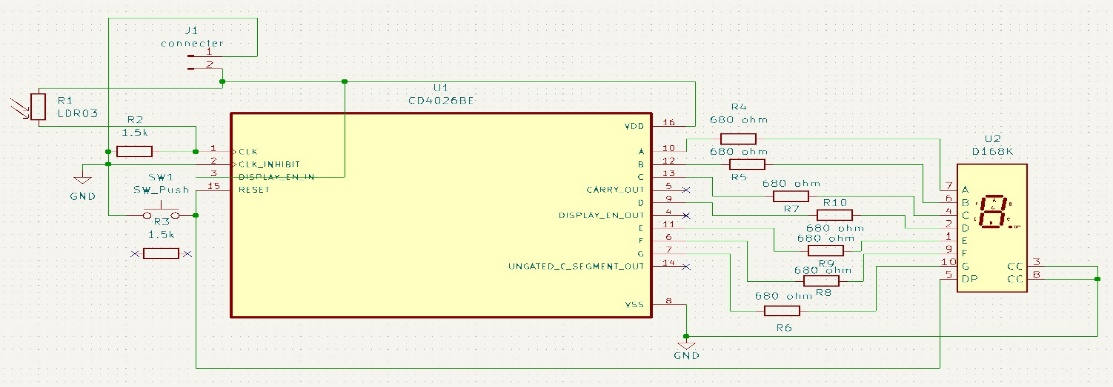 J1
connecter
1
2
R1
LDR03
R2
1.5k
GND
SW1
SW_Push
R3
1.5k
U1
CD4026BE
1 CLK
2 CLK_INHIBIT
3 DISPLAY_EN_IN
15 RESET
VDD 16
A 10
B 12
C 13
CARRY_OUT 5
D 9
DISPLAY_EN_OUT 4
E 11
F 6
G 7
UNGATED_C_SEGMENT_OUT 14
VSS 8
GND
R4
680 ohm
R5
680 ohm
R7
R10
680 ohm
680 ohm
R9
680 ohm
R8
680 ohm
R6
U2
D168K
7 A
6 B
4 C
2 D
1 E
9 F
10 G
5 DP
CC 3
CC 8